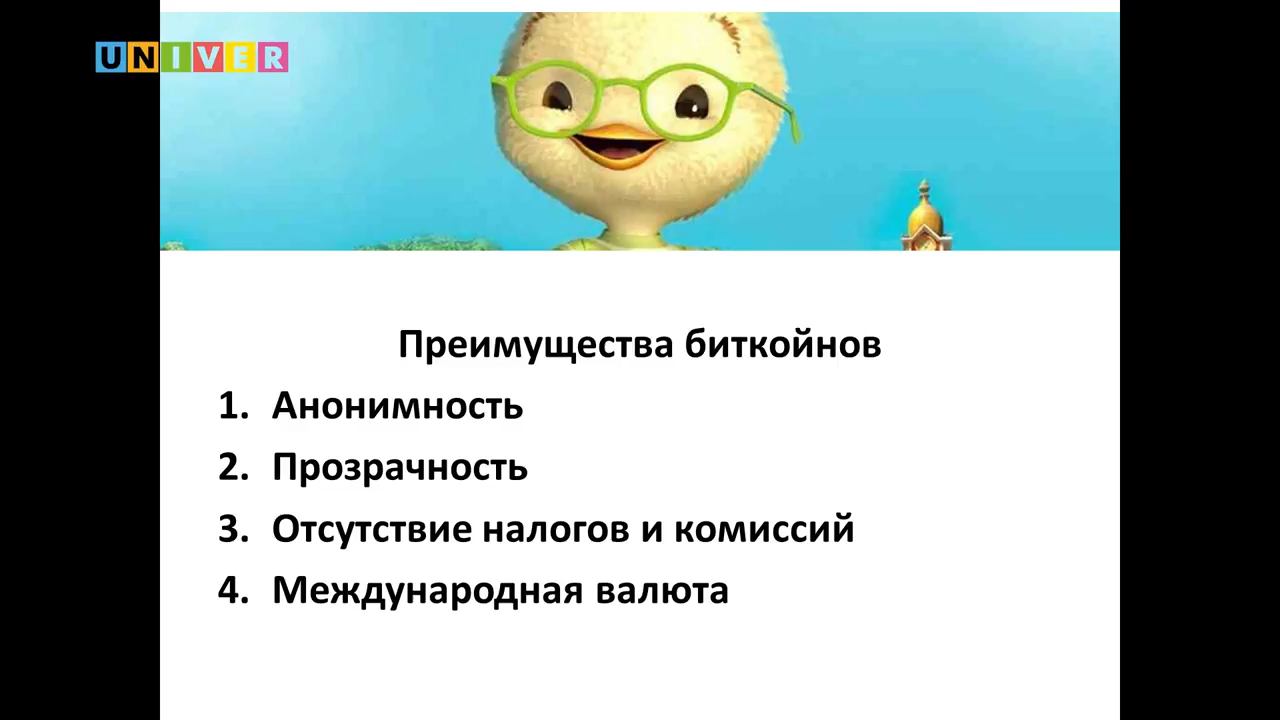 UNIVER
Преимущества биткойнов
1. Анонимность
2. Прозрачность
3. Отсутствие налогов и комиссий
4. Международная валюта